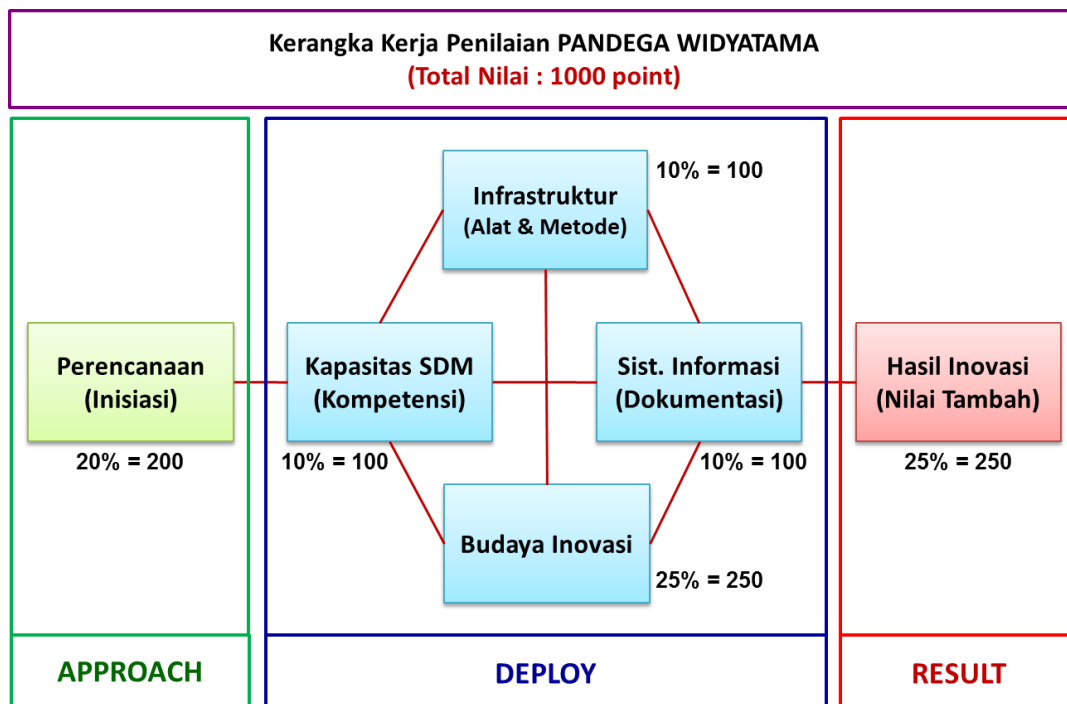 Kerangka Kerja Penilaian PANDEGA WIDYATAMA
(Total Nilai : 1000 point)
Perencanaan
(Inisiasi)
20% = 200
APPROACH
Infrastruktur
(Alat & Metode)
10% = 100
Kapasitas SDM
(Kompetensi)
10% = 100
Sist. Informasi
(Dokumentasi)
10% = 100
Budaya Inovasi
25% = 250
DEPLOY
Hasil Inovasi
(Nilai Tambah)
25% = 250
RESULT